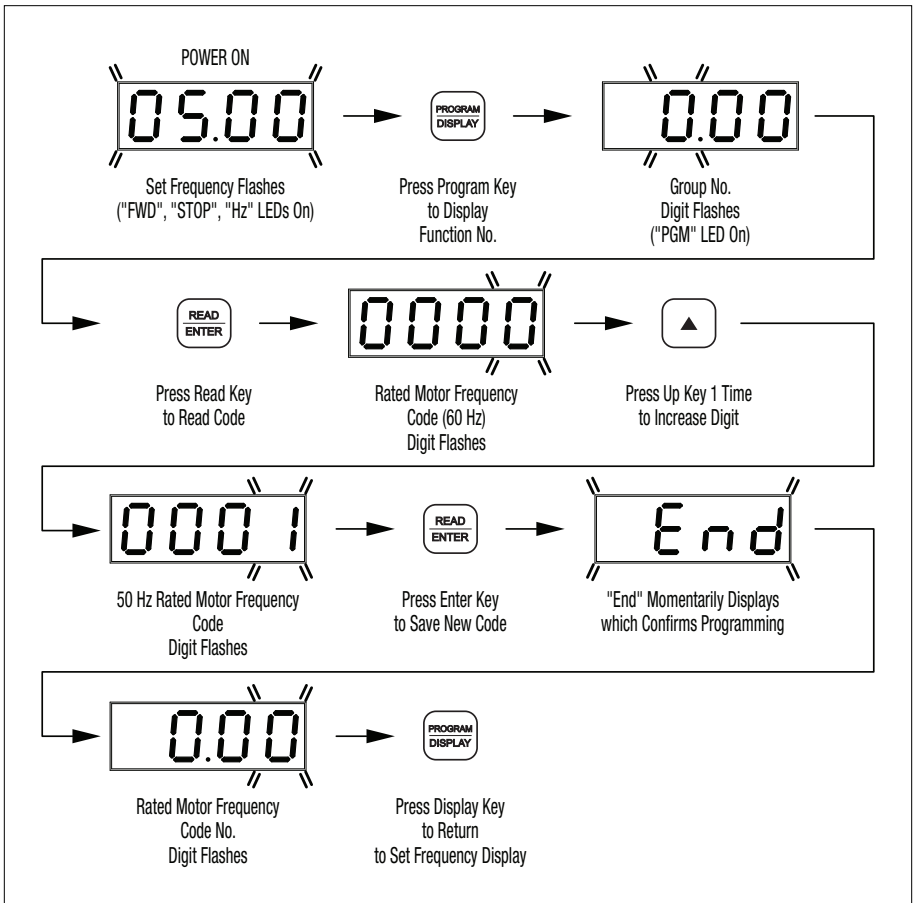 POWER ON
05.00
Set Frequency Flashes
("FWD", "STOP", "Hz" LEDs On)
PROGRAM
DISPLAY
Press Program Key
to Display
Function No.
0.00
Group No.
Digit Flashes
("PGM" LED On)
READ
ENTER
Press Read Key
to Read Code
0000
Rated Motor Frequency
Code (60 Hz)
Digit Flashes
▲
Press Up Key 1 Time
to Increase Digit
0001
50 Hz Rated Motor Frequency
Code
Digit Flashes
READ
ENTER
Press Enter Key
to Save New Code
End
"End" Momentarily Displays
which Confirms Programming
0.00
Rated Motor Frequency
Code No.
Digit Flashes
PROGRAM
DISPLAY
Press Display Key
to Return
to Set Frequency Display